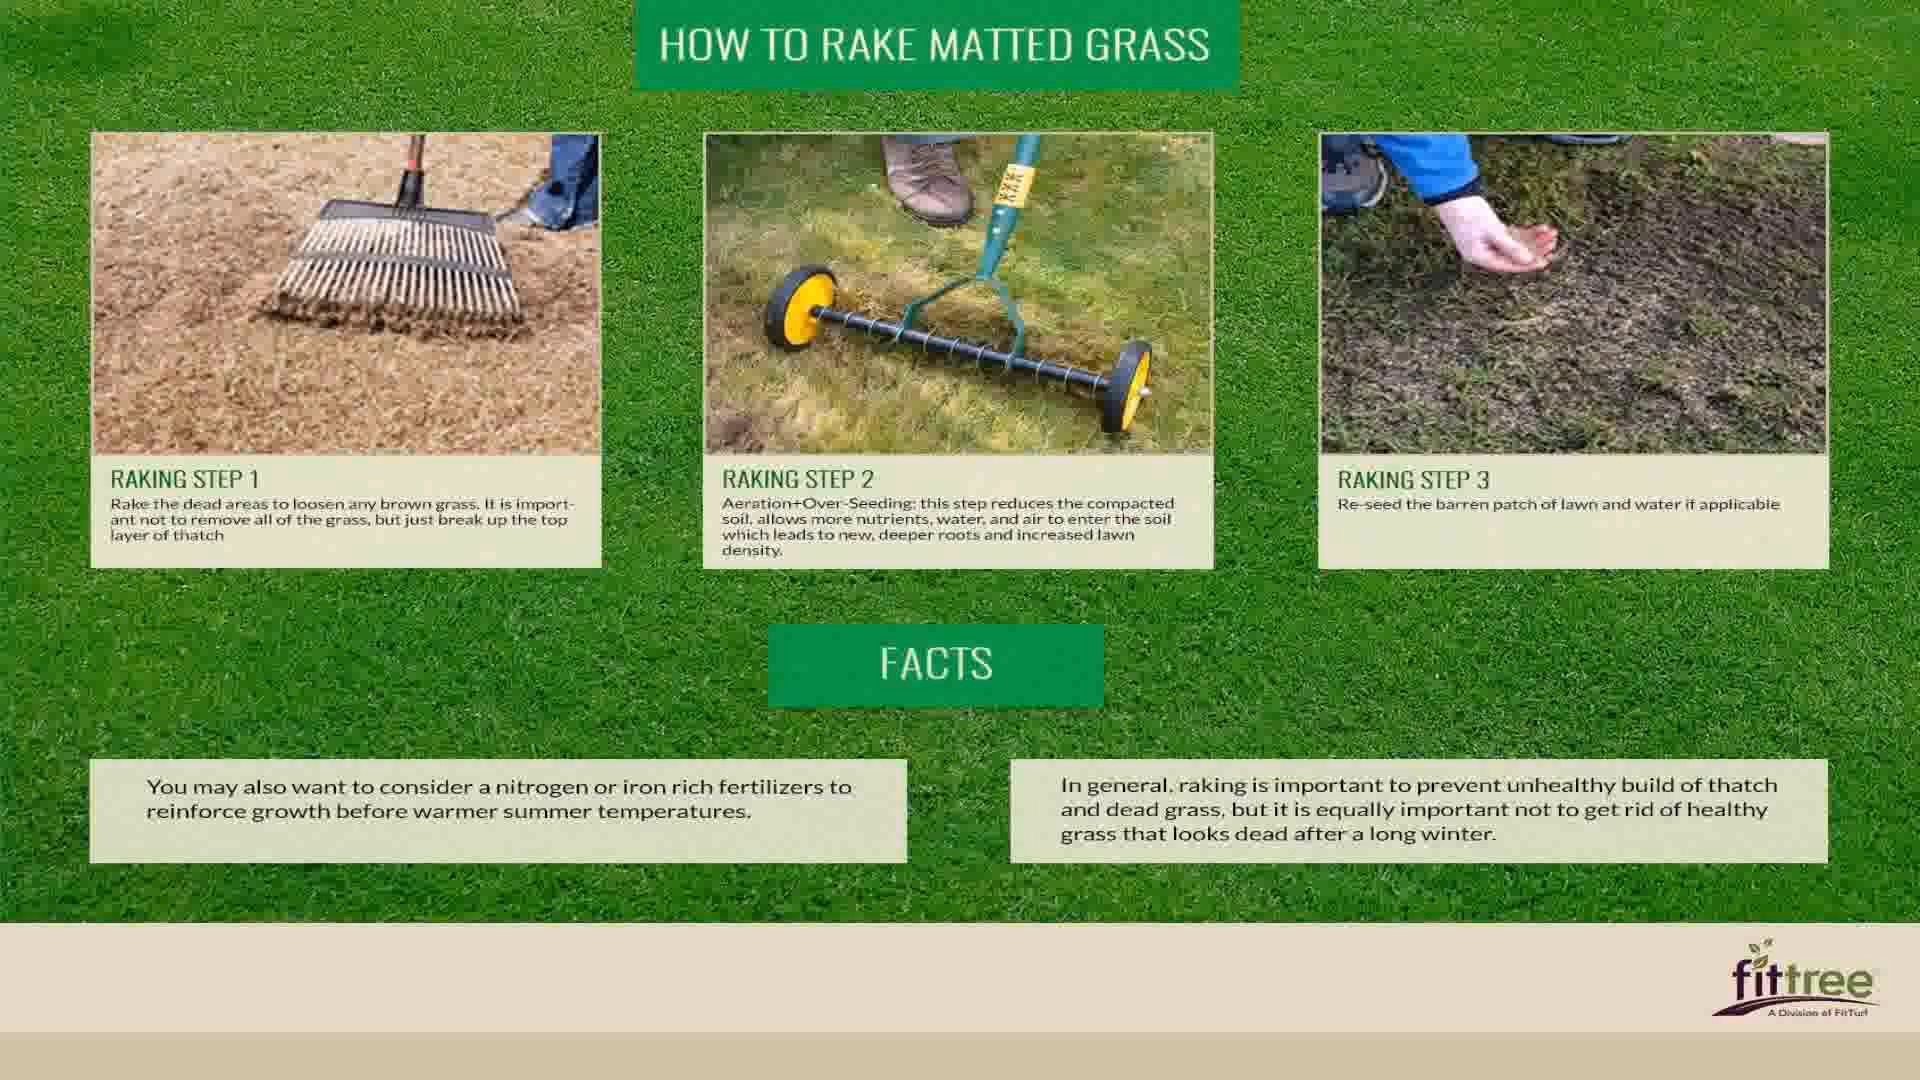 HOW TO RAKE MATTED GRASS
RAKING STEP 1
Rake the dead areas to loosen any brown grass. It is import-
ant not to remove all of the grass, but just break up the top
layer of thatch
RAKING STEP 2
Aeration+Over-Seeding: this step reduces the compacted
soil, allows more nutrients, water, and air to enter the soil
which leads to new, deeper roots and increased lawn
density.
RAKING STEP 3
Re-seed the barren patch of lawn and water if applicable
FACTS
You may also want to consider a nitrogen or iron rich fertilizers to
reinforce growth before warmer summer temperatures.
In general, raking is important to prevent unhealthy build of thatch
and dead grass, but it is equally important not to get rid of healthy
grass that looks dead after a long winter.
fittree
A Division of FitTurf